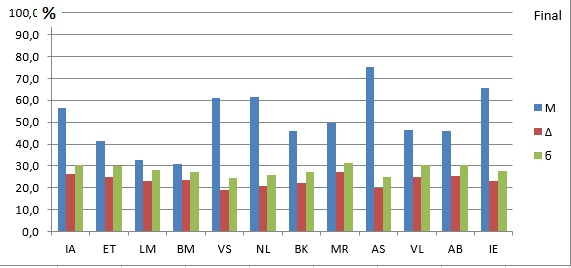 100,0 %
Final
90,0
80,0
70,0
60,0
50,0
40,0
30,0
20,0
10,0
0,0
М
Δ
б
IA ET LM BM VS NL BK MR AS VL AB IE